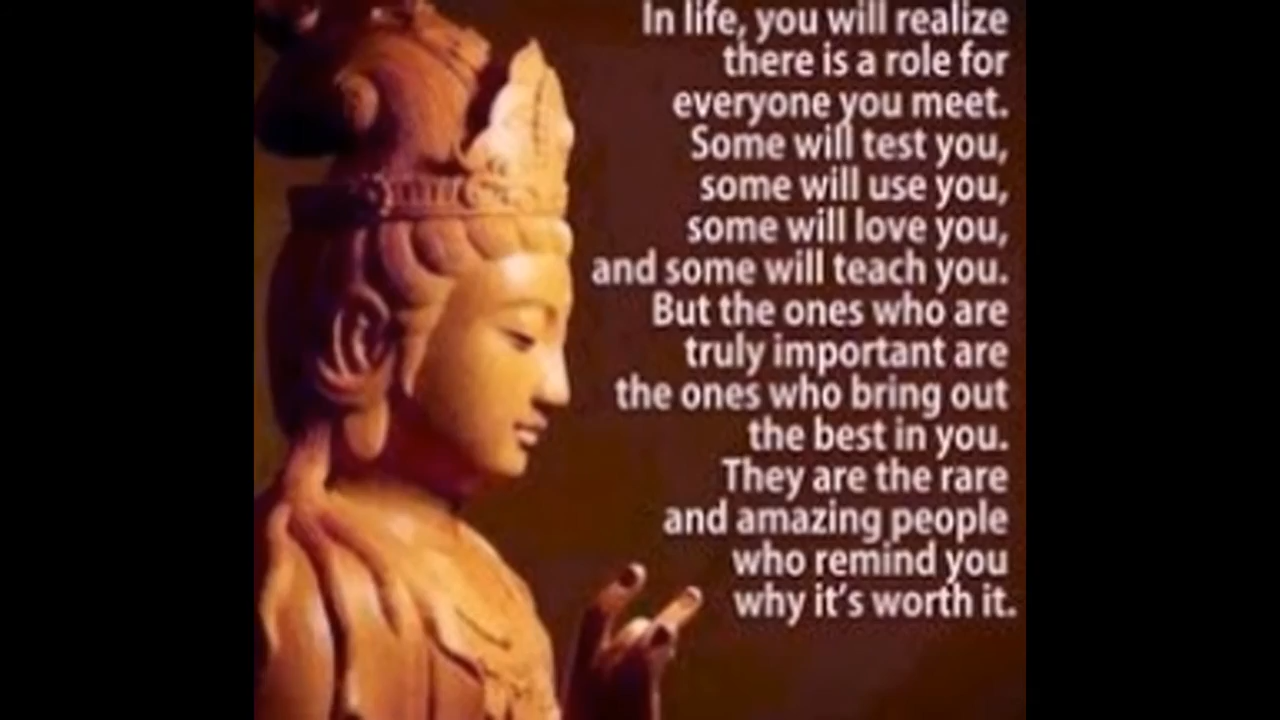 In life, you will realize
there is a role for
everyone you meet.
Some will test you,
some will use you,
some will love you,
and some will teach you.
But the ones who are
truly important are
the ones who bring out
the best in you.
They are the rare
and amazing people
who remind you
why it's worth it.